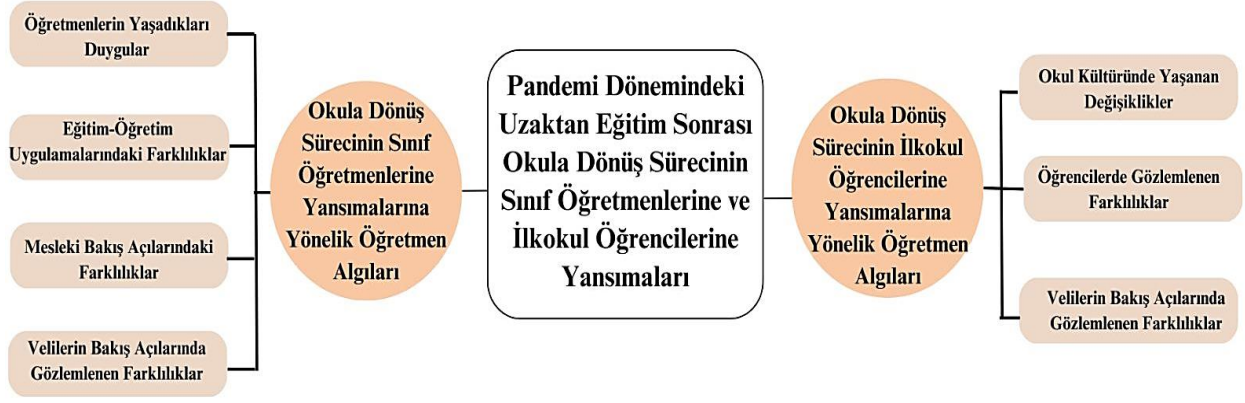 Öğretmenlerin Yaşadıkları
Duygular
Eğitim-Öğretim
Uygulamalarındaki Farklılıklar
Mesleki Bakış Açılarındaki
Farklılıklar
Velilerin Bakış Açılarında
Gözlemlenen Farklılıklar
Okula Dönüş
Sürecinin Sınıf
Öğretmenlerine
Yansımalarına
Yönelik Öğretmen
Algıları
Pandemi Dönemindeki
Uzaktan Eğitim Sonrası
Okula Dönüş Sürecinin
Sınıf Öğretmenlerine ve
İlkokul Öğrencilerine
Yansımaları
Okula Dönüş
Sürecinin İlkokul
Öğrencilerine
Yansımalarına
Yönelik Öğretmen
Algıları
Okul Kültüründe Yaşanan
Değişiklikler
Öğrencilerde Gözlemlenen
Farklılıklar
Velilerin Bakış Açılarında
Gözlemlenen Farklılıklar